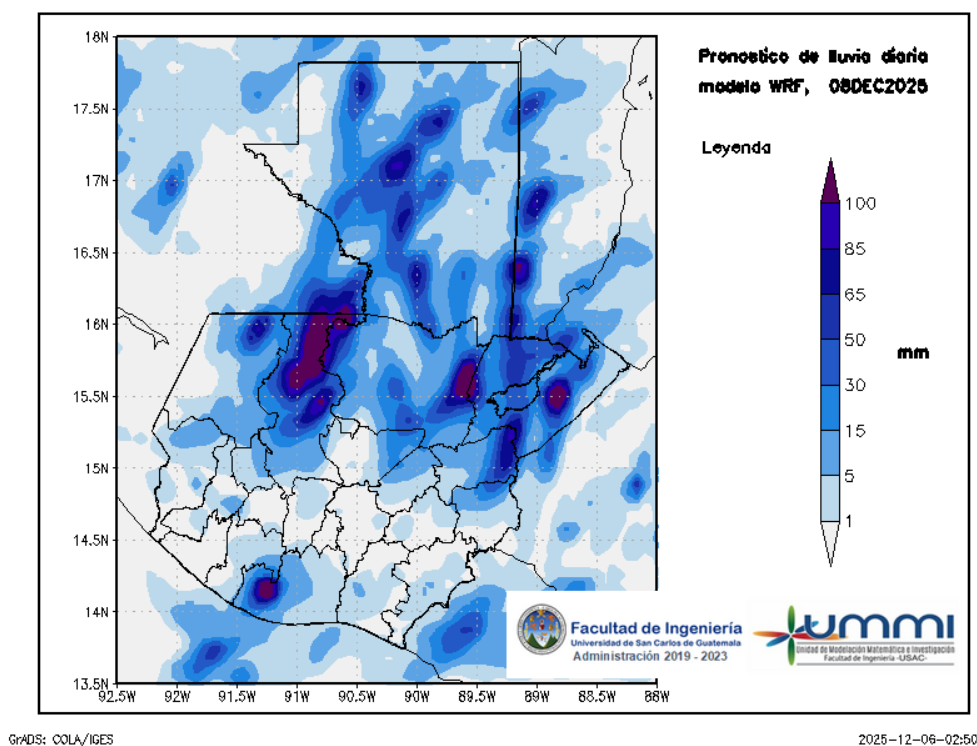 Pronostico de lluvia diaria
modelo WRF, 08DEC2025
Leyenda
100
85
65
50
30
15
5
1
mm
18N
17.5N
17N
16.5N
16N
15.5N
15N
14.5N
14N
13.5N
92.5W 92W 91.5W 91W 90.5W 90W 89.5W 89W 88.5W 88W
Facultad de Ingeniería
Universidad de San Carlos de Guatemala
Administración 2019 - 2023
ummi
Unidad de Modelación Matemática e Investigación
Facultad de Ingeniería -USAC-
GrADS: COLA/IGES
2025-12-06-02:50